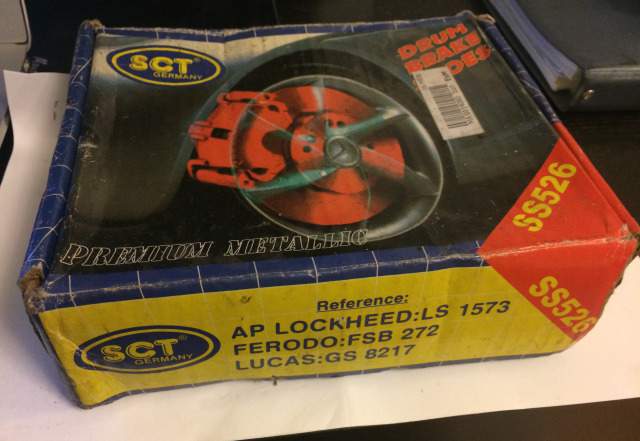 SCT
GERMANY
DRUM
BRAKE
SS526
PREMIUM METALLIC
SS526
Reference:
AP LOCKHEED:LS 1573
FERODO:FSB 272
LUCAS:GS 8217
SCT
GERMANY